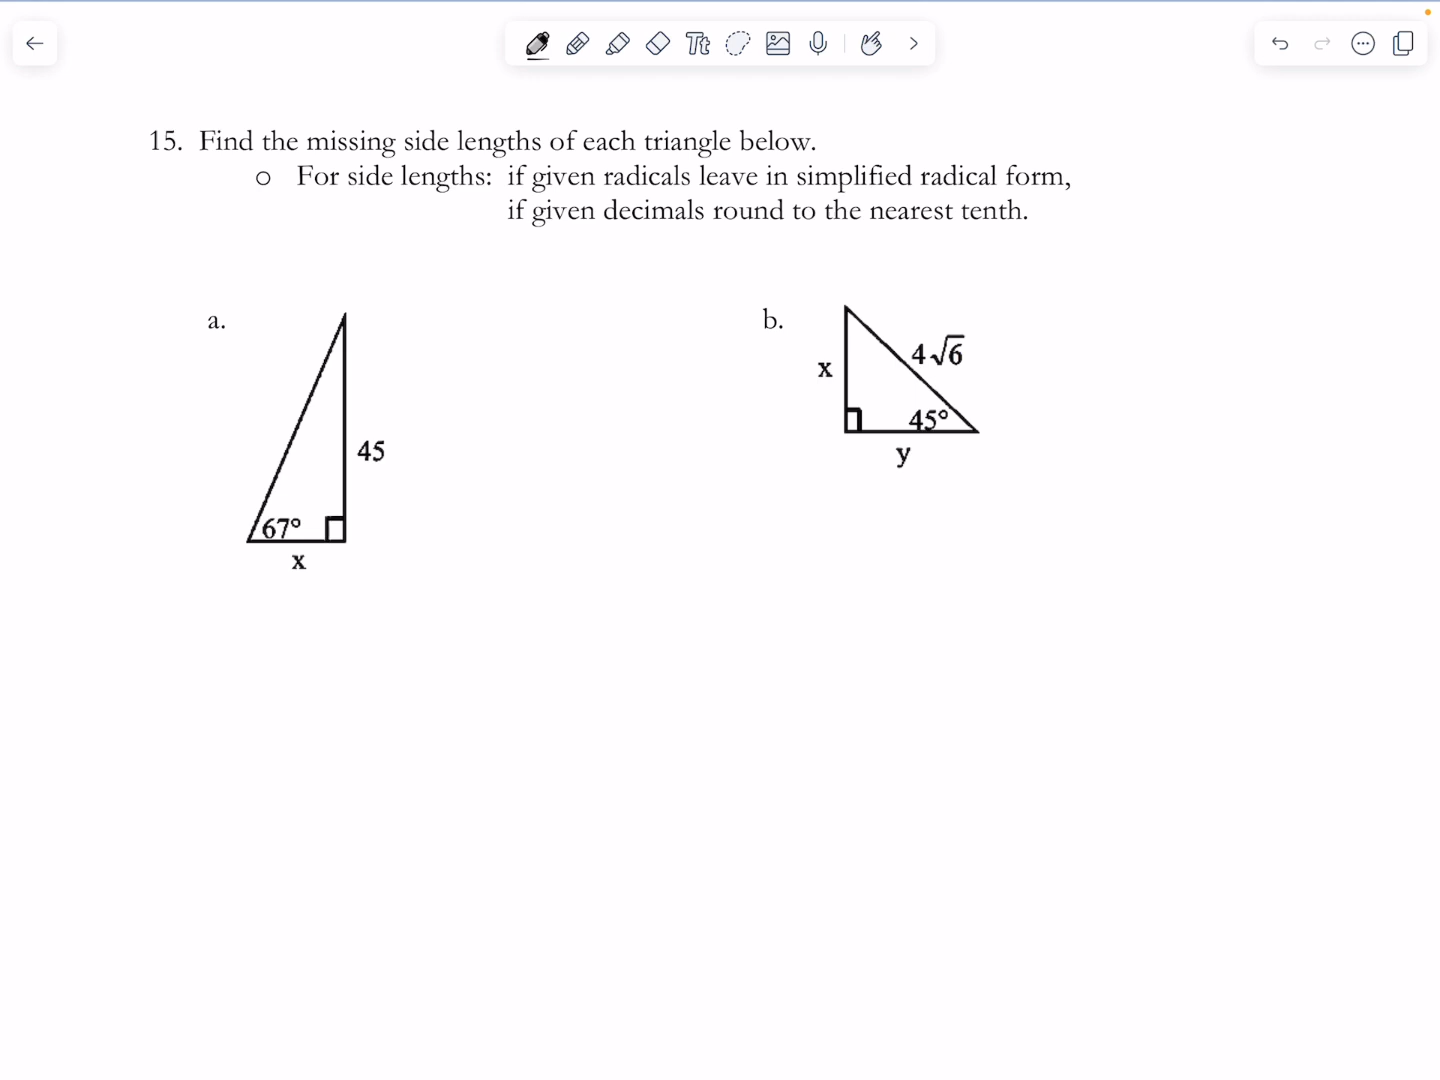 Tt
15. Find the missing side lengths of each triangle below.
o For side lengths: if given radicals leave in simplified radical form,
if given decimals round to the nearest tenth.
a.
45
67°
x
b.
4√6
x
45°
y